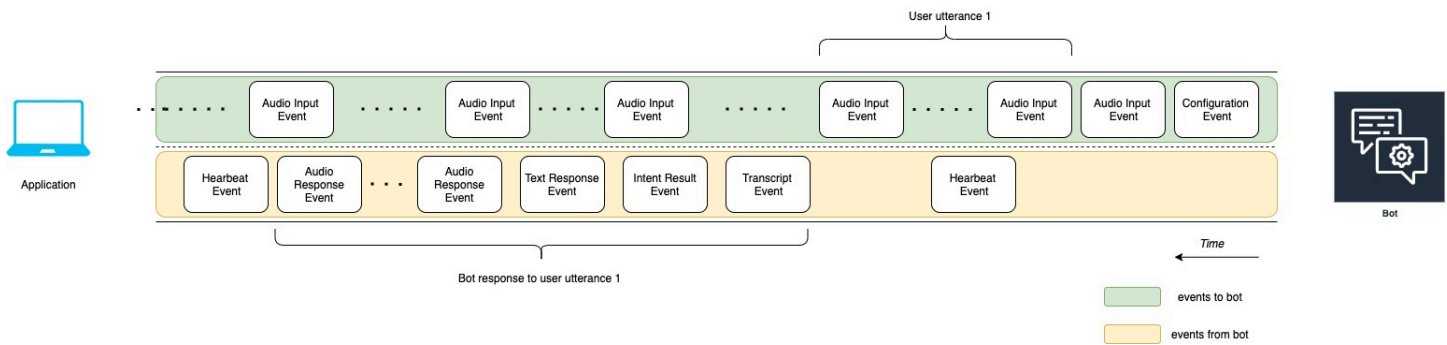 User utterance 1
Audio Input
Event
Audio Input
Event
Audio Input
Event
Audio Input
Event
Audio Input
Event
Audio Input
Event
Configuration
Event
Application
Hearbeat
Event
Audio
Response
Event
Audio
Response
Event
Text Response
Event
Intent Result
Event
Transcript
Event
Hearbeat
Event
Bot
Time
Bot response to user utterance 1
events to bot
events from bot